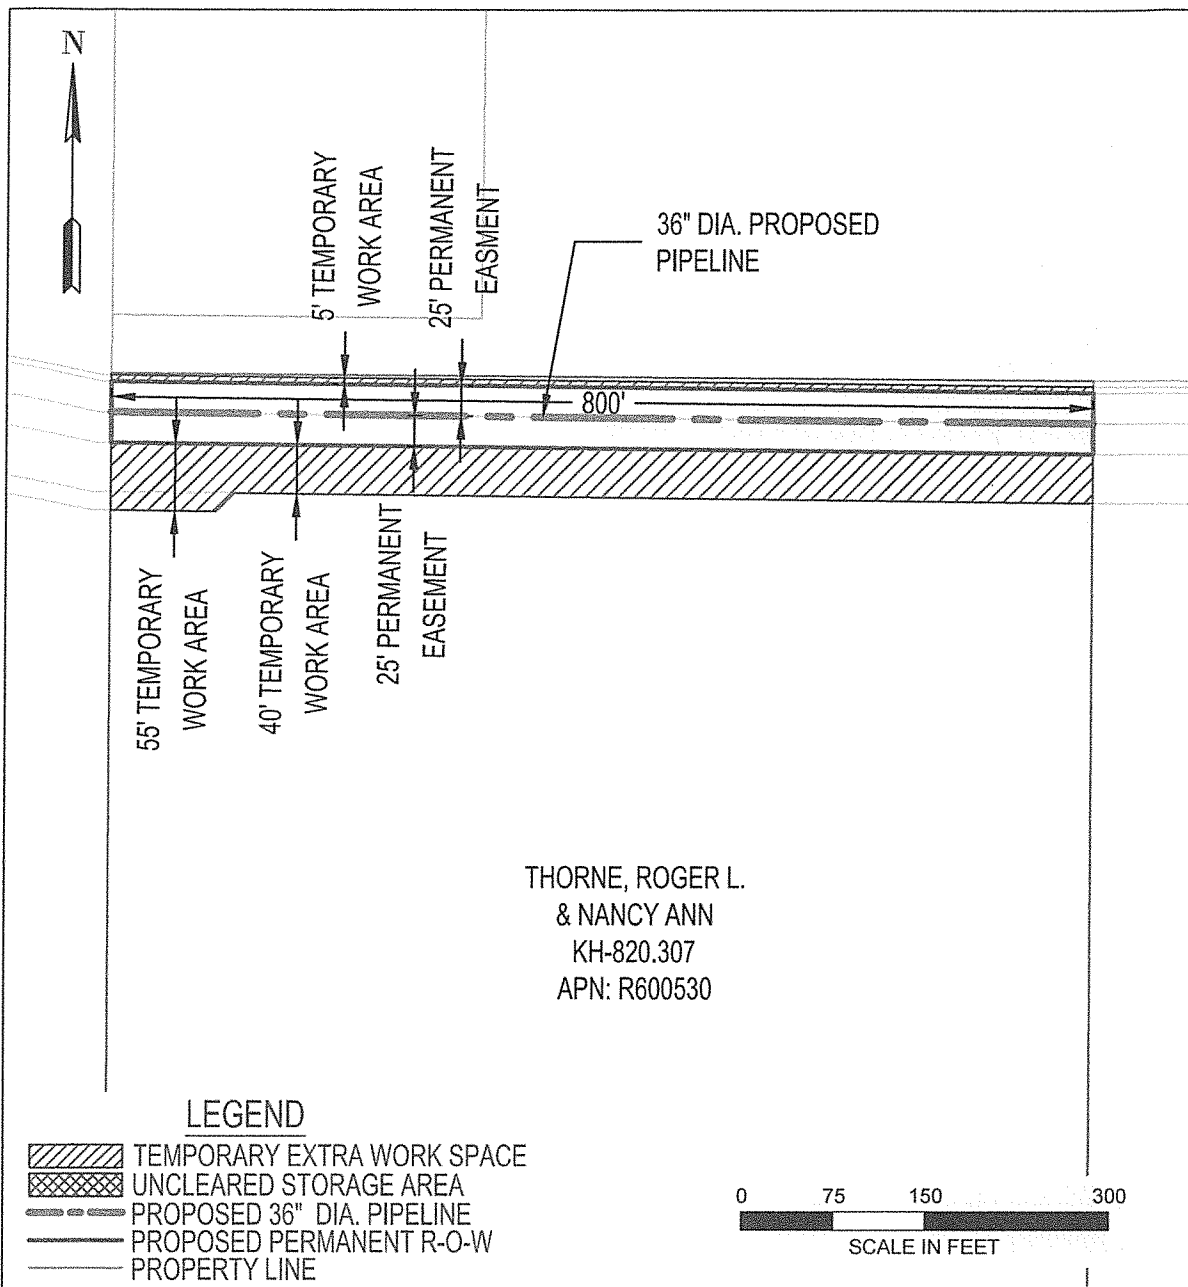 N
5' TEMPORARY
WORK AREA
25' PERMANENT
EASMENT
36" DIA. PROPOSED
PIPELINE
800'
55' TEMPORARY
WORK AREA
40' TEMPORARY
WORK AREA
25' PERMANENT
EASEMENT
THORNE, ROGER L.
& NANCY ANN
KH-820.307
APN: R600530
LEGEND
TEMPORARY EXTRA WORK SPACE
UNCLEARED STORAGE AREA
PROPOSED 36" DIA. PIPELINE
PROPOSED PERMANENT R-O-W
PROPERTY LINE
0 75 150 300
SCALE IN FEET